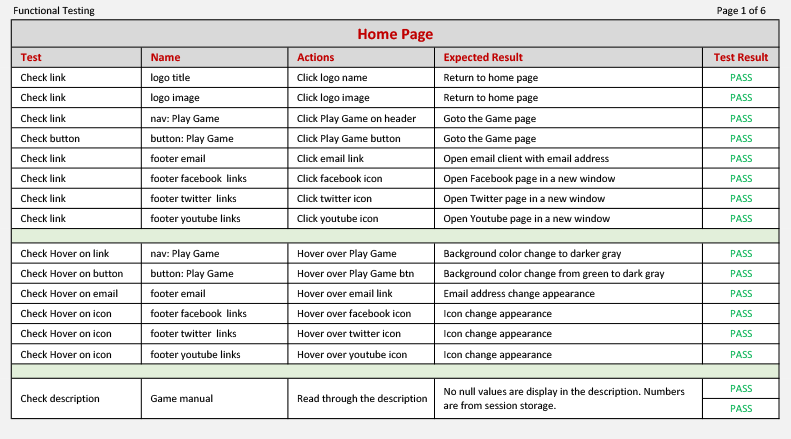 Functional Testing Page 1 of 6
Home Page
Test Name Actions Expected Result Test Result
Check link logo title Click logo name Return to home page PASS
Check link logo image Click logo image Return to home page PASS
Check link nav: Play Game Click Play Game on header Goto the Game page PASS
Check button button: Play Game Click Play Game button Goto the Game page PASS
Check link footer email Click email link Open email client with email address PASS
Check link footer facebook links Click facebook icon Open Facebook page in a new window PASS
Check link footer twitter links Click twitter icon Open Twitter page in a new window PASS
Check link footer youtube links Click youtube icon Open Youtube page in a new window PASS
Check Hover on link nav: Play Game Hover over Play Game Background color change to darker gray PASS
Check Hover on button button: Play Game Hover over Play Game btn Background color change from green to dark gray PASS
Check Hover on email footer email Hover over email link Email address change appearance PASS
Check Hover on icon footer facebook links Hover over facebook icon Icon change appearance PASS
Check Hover on icon footer twitter links Hover over twitter icon Icon change appearance PASS
Check Hover on icon footer youtube links Hover over youtube icon Icon change appearance PASS
Check description Game manual Read through the description No null values are display in the description. Numbers PASS
are from session storage. PASS